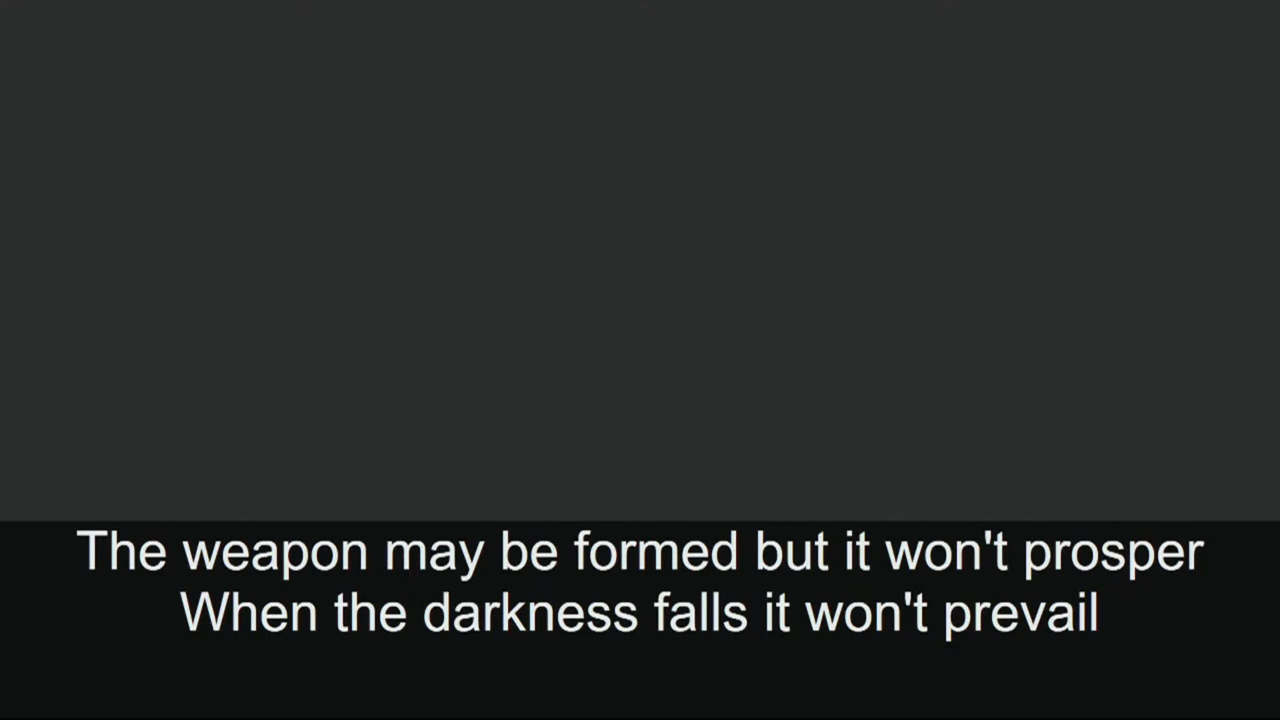 The weapon may be formed but it won't prosper
When the darkness falls it won't prevail